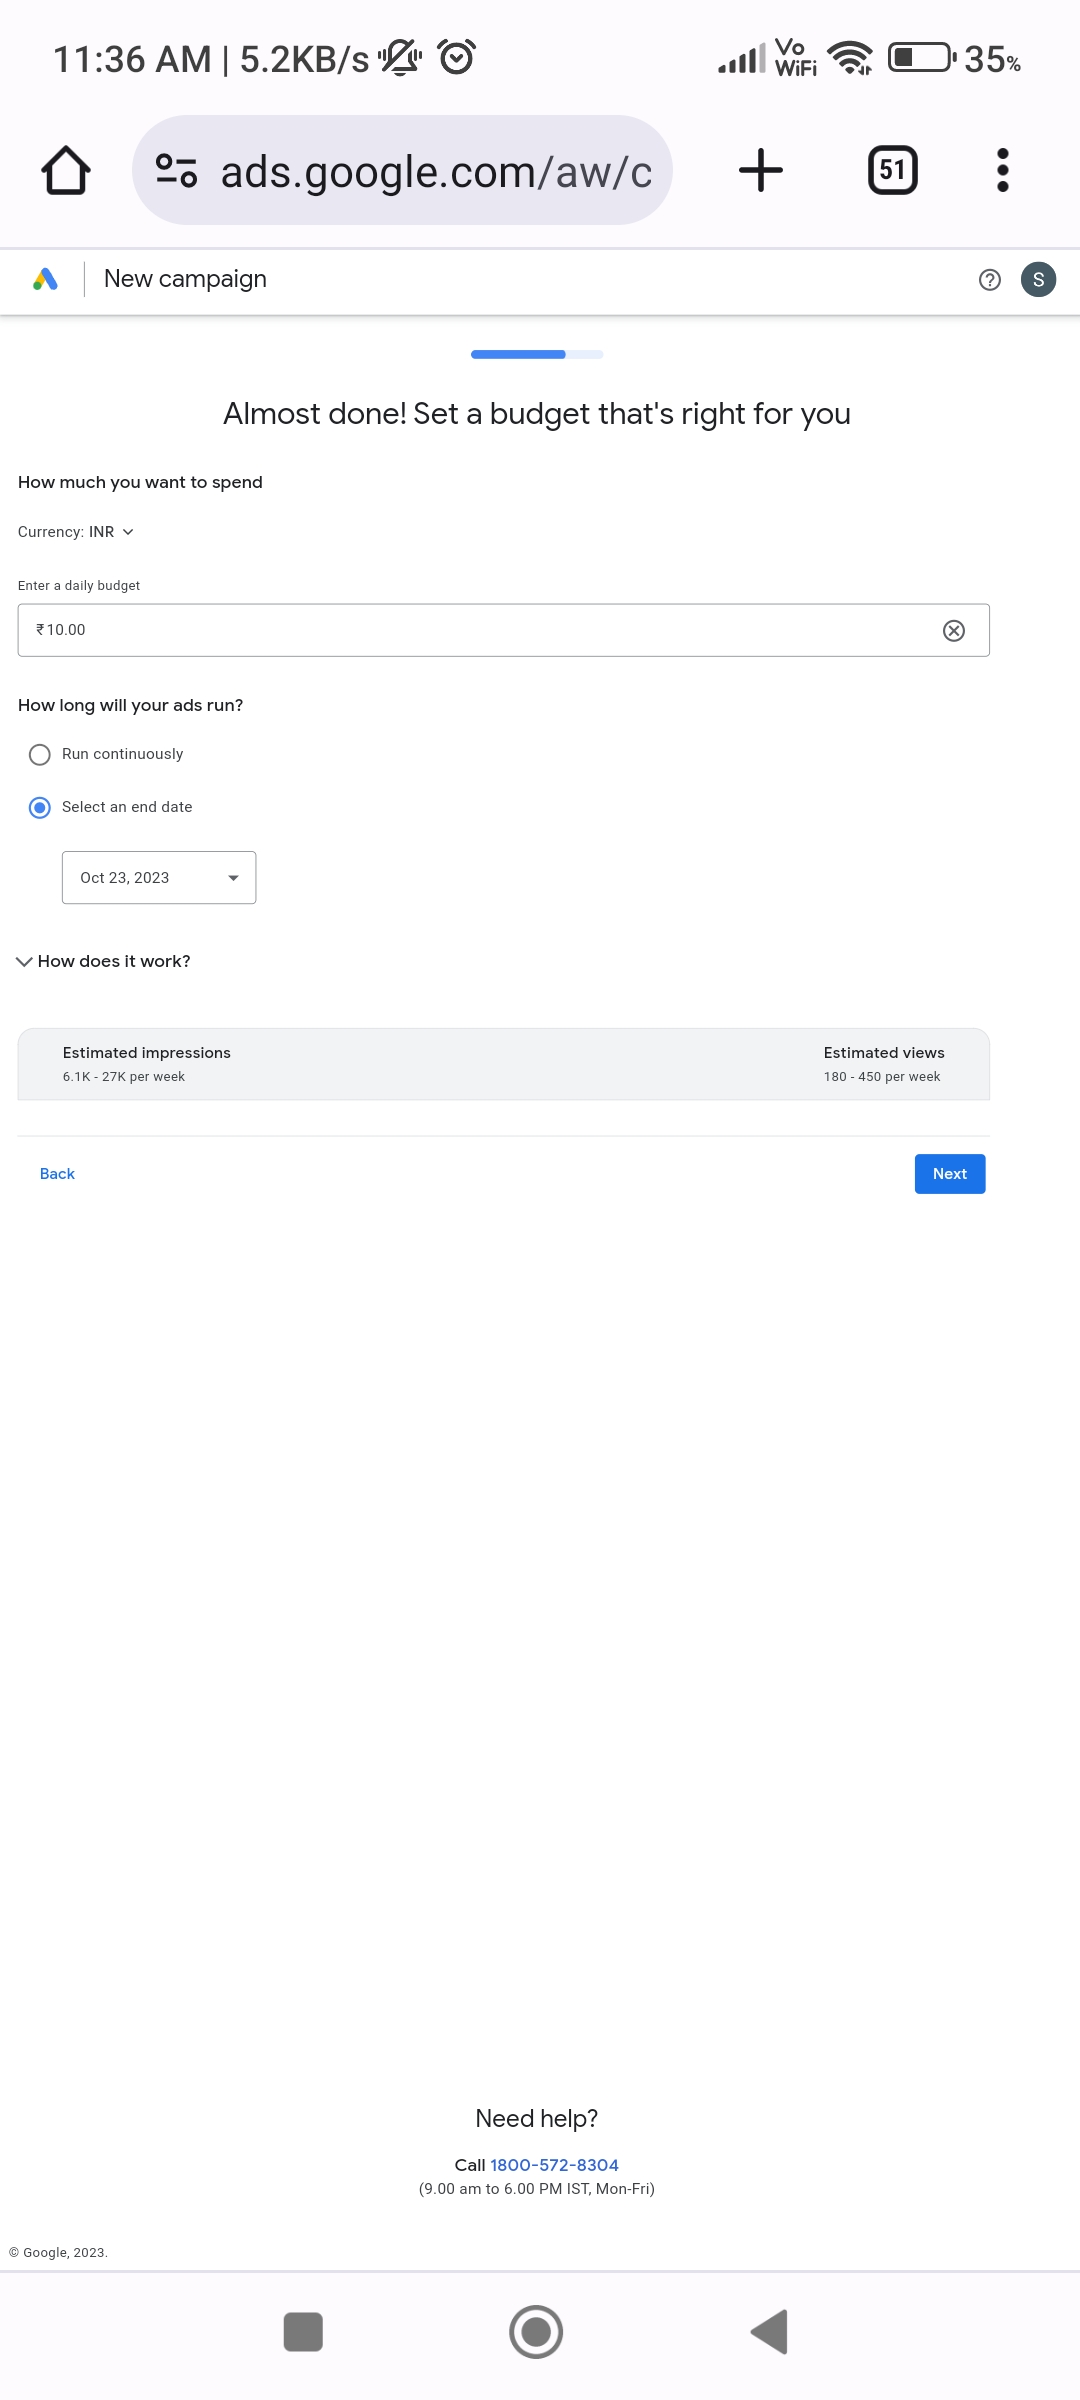 11:36 AM | 5.2KB/s
Vo
WiFi
35%
ads.google.com/aw/c
51
New campaign
S
Almost done! Set a budget that's right for you
How much you want to spend
Currency: INR
Enter a daily budget
₹10.00
How long will your ads run?
Run continuously
Select an end date
Oct 23, 2023
How does it work?
Estimated impressions
6.1K - 27K per week
Estimated views
180 - 450 per week
Back
Next
Need help?
Call 1800-572-8304
(9.00 am to 6.00 PM IST, Mon-Fri)
© Google, 2023.